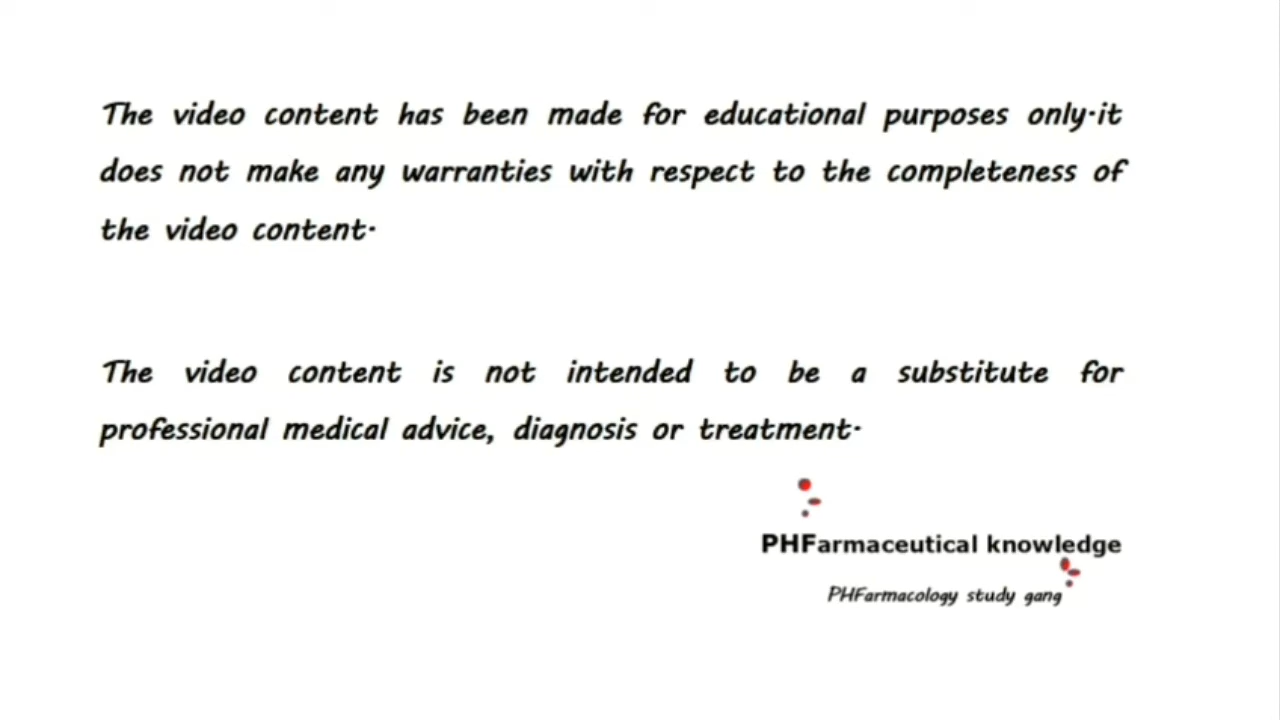 The video content has been made for educational purposes only.it
does not make any warranties with respect to the completeness of
the video content.
The video content is not intended to be a substitute for
professional medical advice, diagnosis or treatment.
PHFarmaceutical knowledge
PHFarmacology study gang